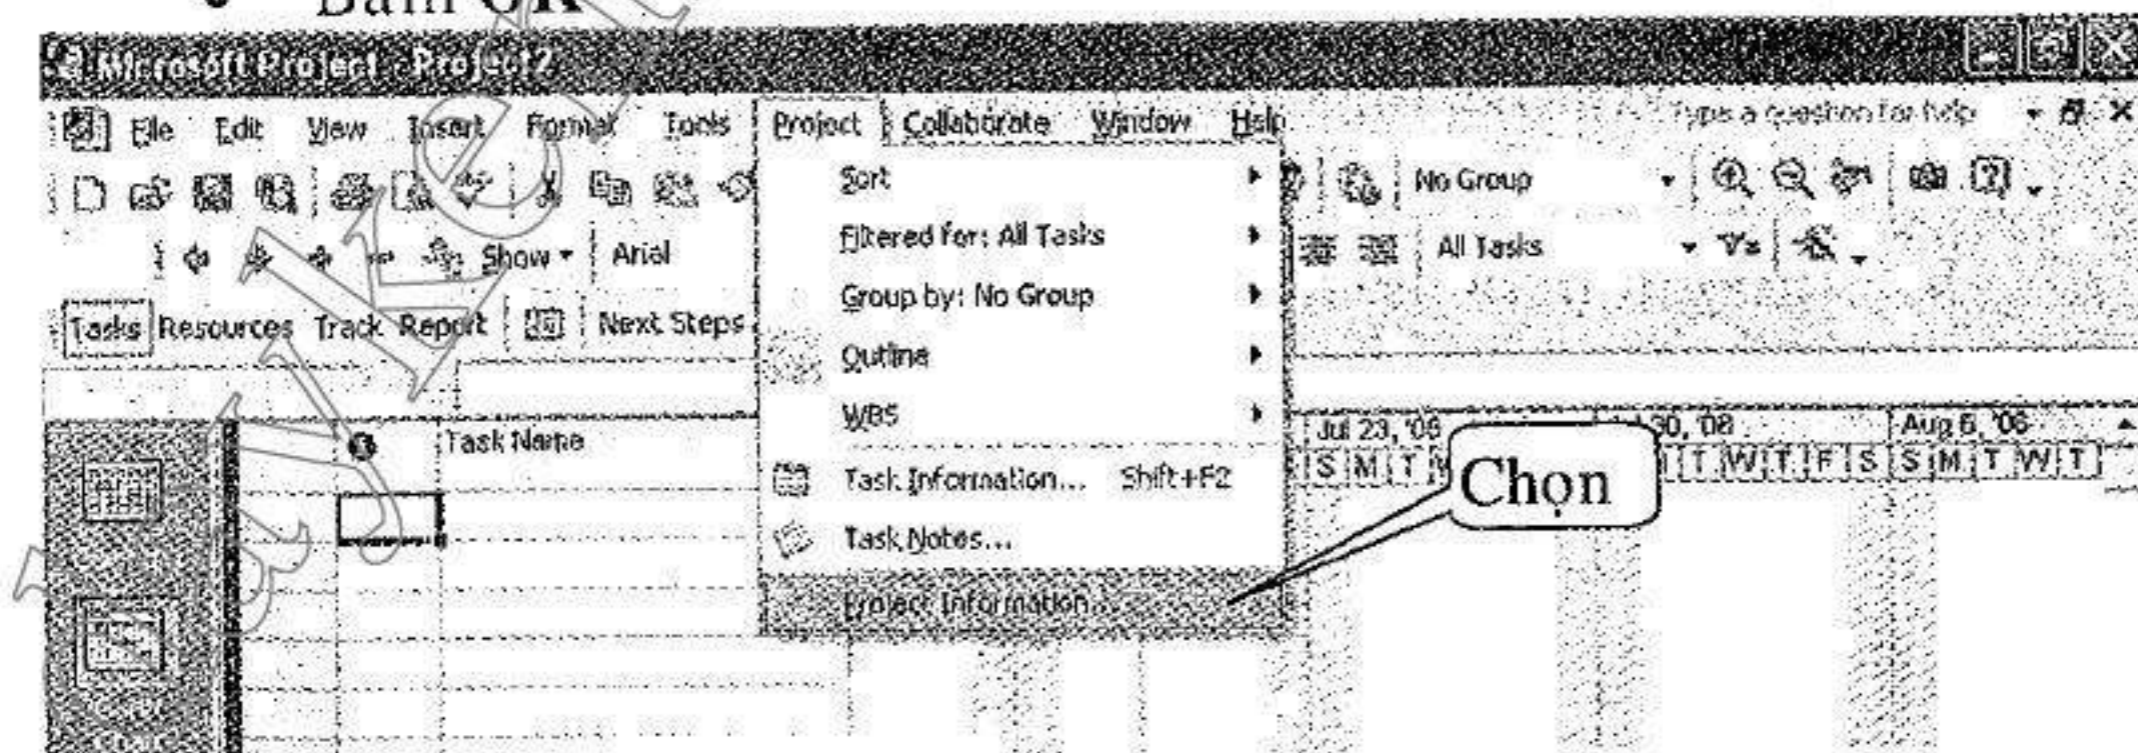 OK
Microsoft Project - Project2
File Edit View Insert Format Tools Project Collaborate Window Help Type a question for help
No Group
Show Arial All Tasks
Tasks Resources Track Report Next Steps
Sort
Filtered for: All Tasks
Group by: No Group
Outline
WBS
Task Information... Shift+F2
Task Notes...
Project Information...
Task Name
Jul 23, '06 30, '06 Aug 6, '06
S M T T W T F S S M T W T
Chọn